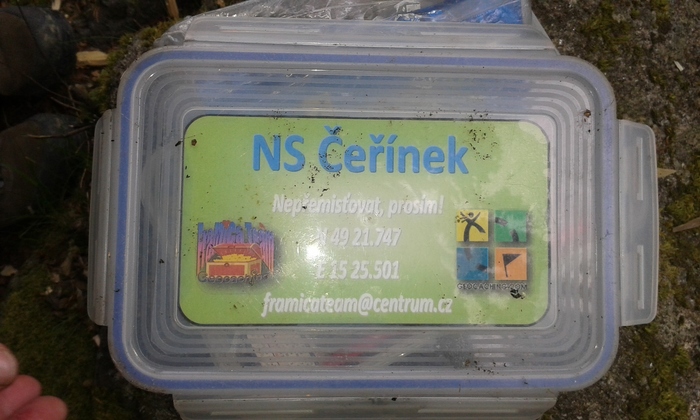 NS Čeřínek
Nepřemisťovat, prosím!
N 49 21.747
E 15 25.501
framicateam@centrum.cz